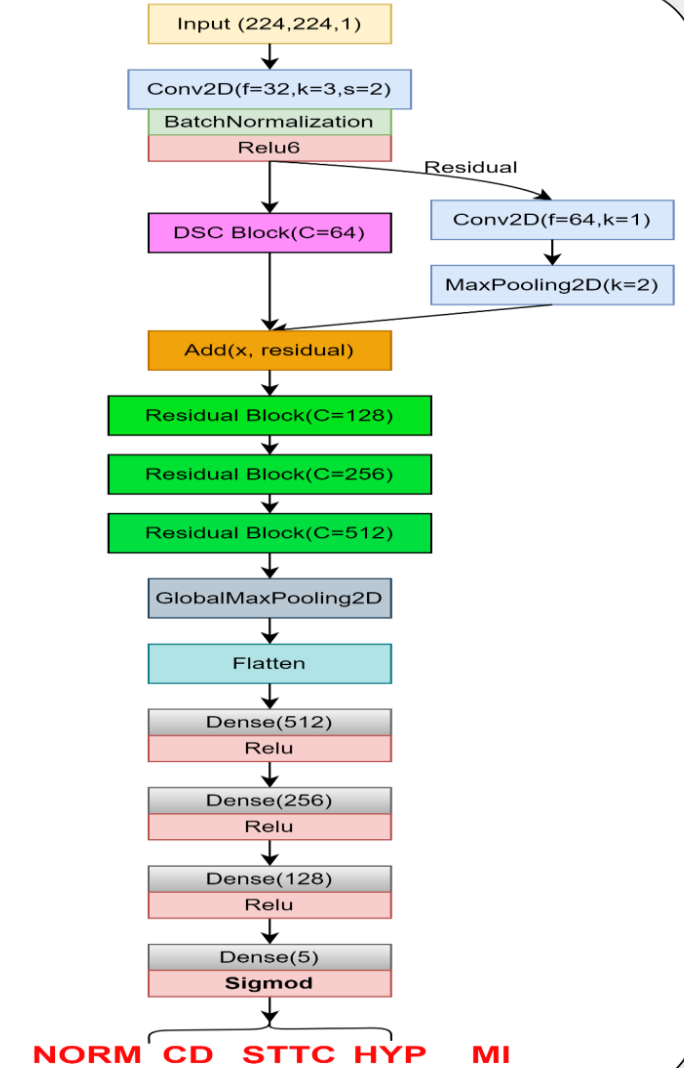 Input (224,224,1)
Conv2D(f=32,k=3,s=2)
BatchNormalization
Relu6
Residual
DSC Block(C=64)
Conv2D(f=64,k=1)
MaxPooling2D(k=2)
Add(x, residual)
Residual Block(C=128)
Residual Block(C=256)
Residual Block(C=512)
GlobalMaxPooling2D
Flatten
Dense(512)
Relu
Dense(256)
Relu
Dense(128)
Relu
Dense(5)
Sigmod
NORM CD STTC HYP MI